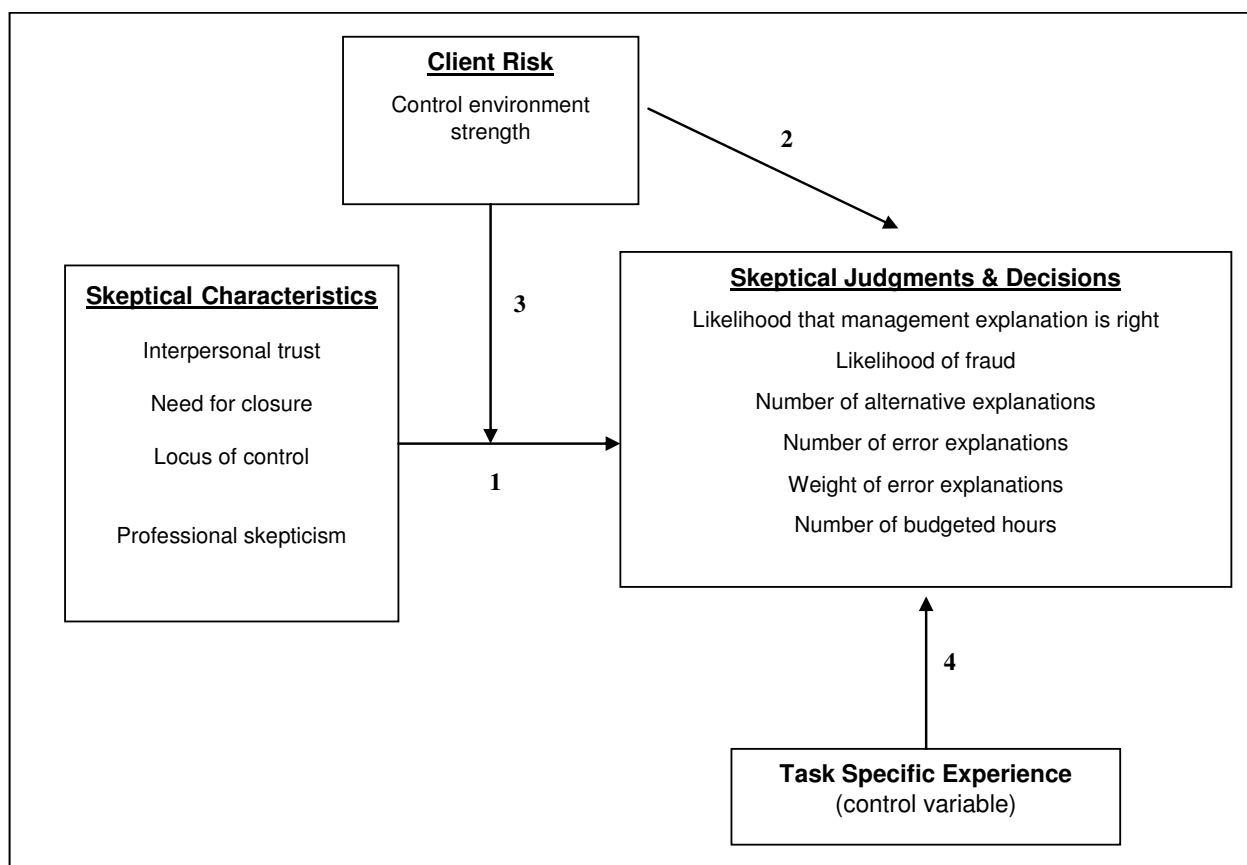 Client Risk
Control environment
strength
2
Skeptical Characteristics
Interpersonal trust
Need for closure
Locus of control
Professional skepticism
3
1
Skeptical Judgments & Decisions
Likelihood that management explanation is right
Likelihood of fraud
Number of alternative explanations
Number of error explanations
Weight of error explanations
Number of budgeted hours
4
Task Specific Experience
(control variable)